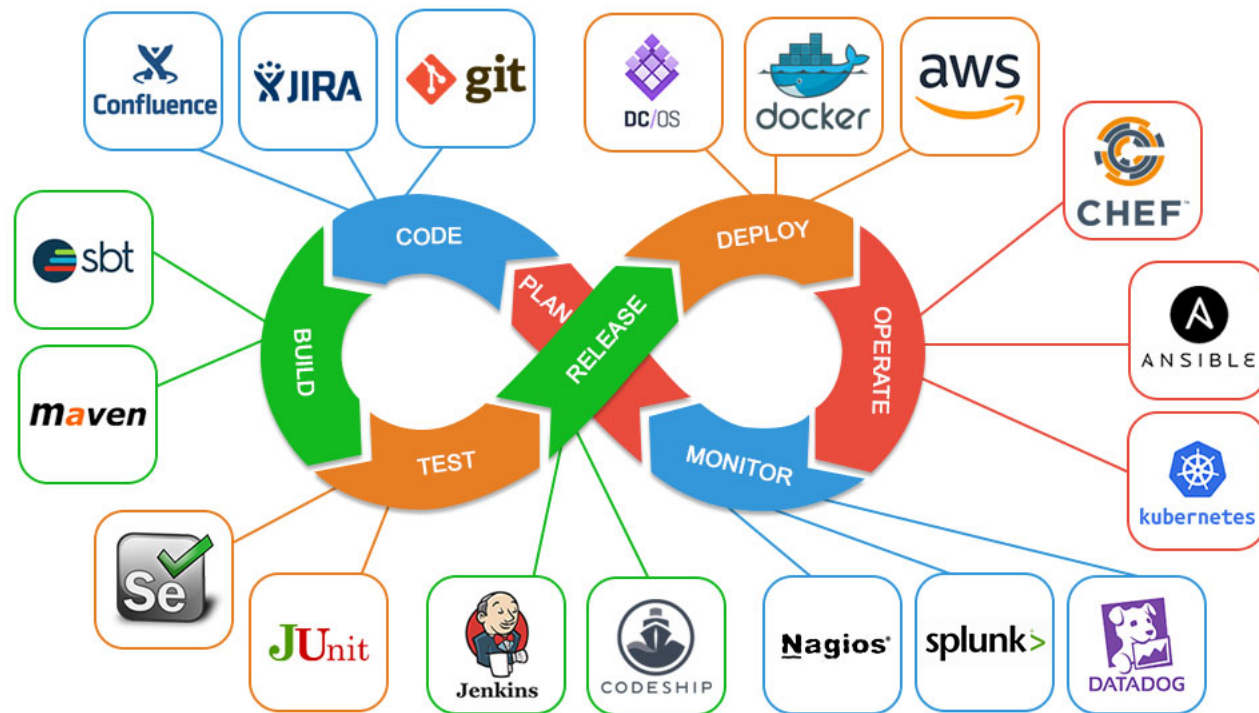 Confluence
JIRA
git
DC/OS
docker
aws
CHEF™
sbt
CODE
DEPLOY
PLAN
RELEASE
BUILD
OPERATE
ANSIBLE
maven
TEST
MONITOR
kubernetes
Se
JUnit
Jenkins
CODESHIP
Nagios®
splunk>
DATADOG